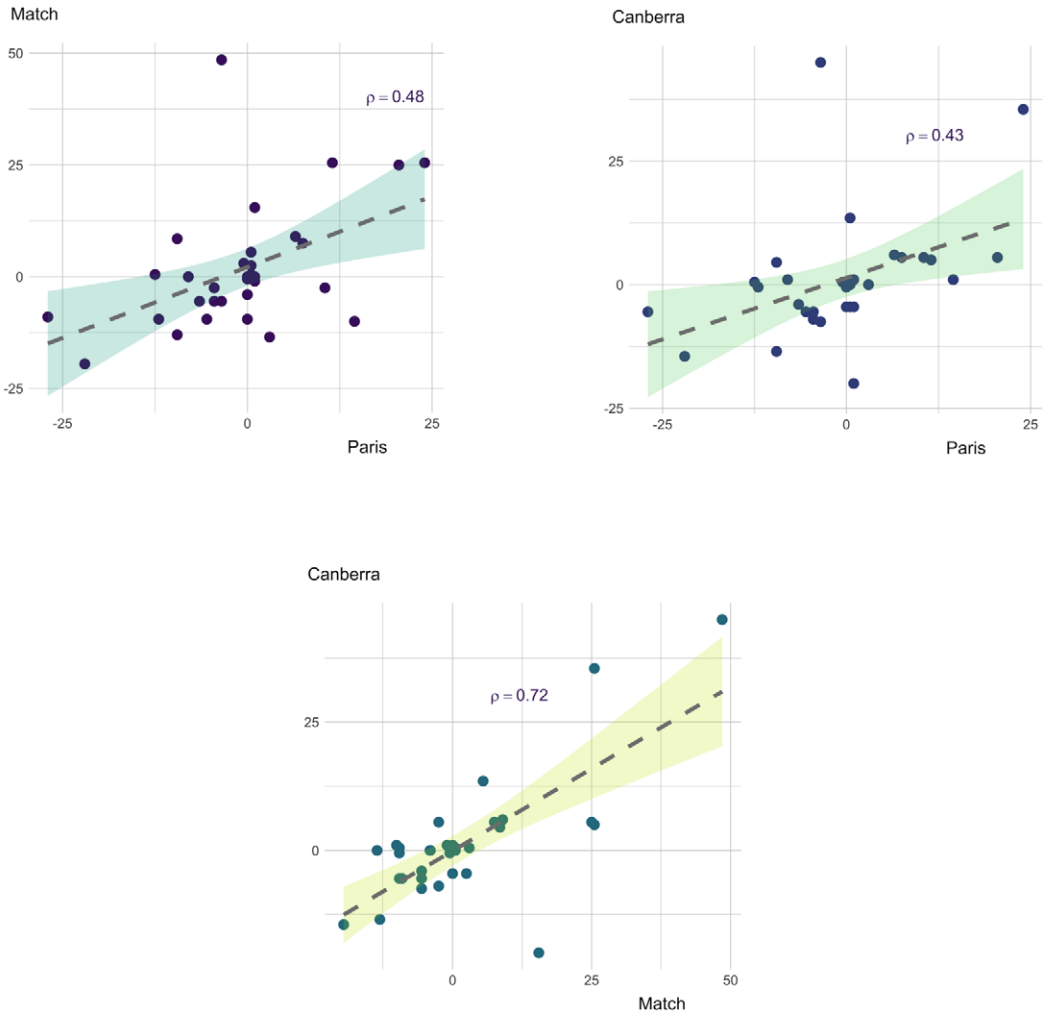 Match
50
ρ = 0.48
25
0
-25
-25 0 25
Paris
Canberra
ρ = 0.43
25
0
-25
-25 0 25
Paris
Canberra
ρ = 0.72
25
0
0 25 50
Match